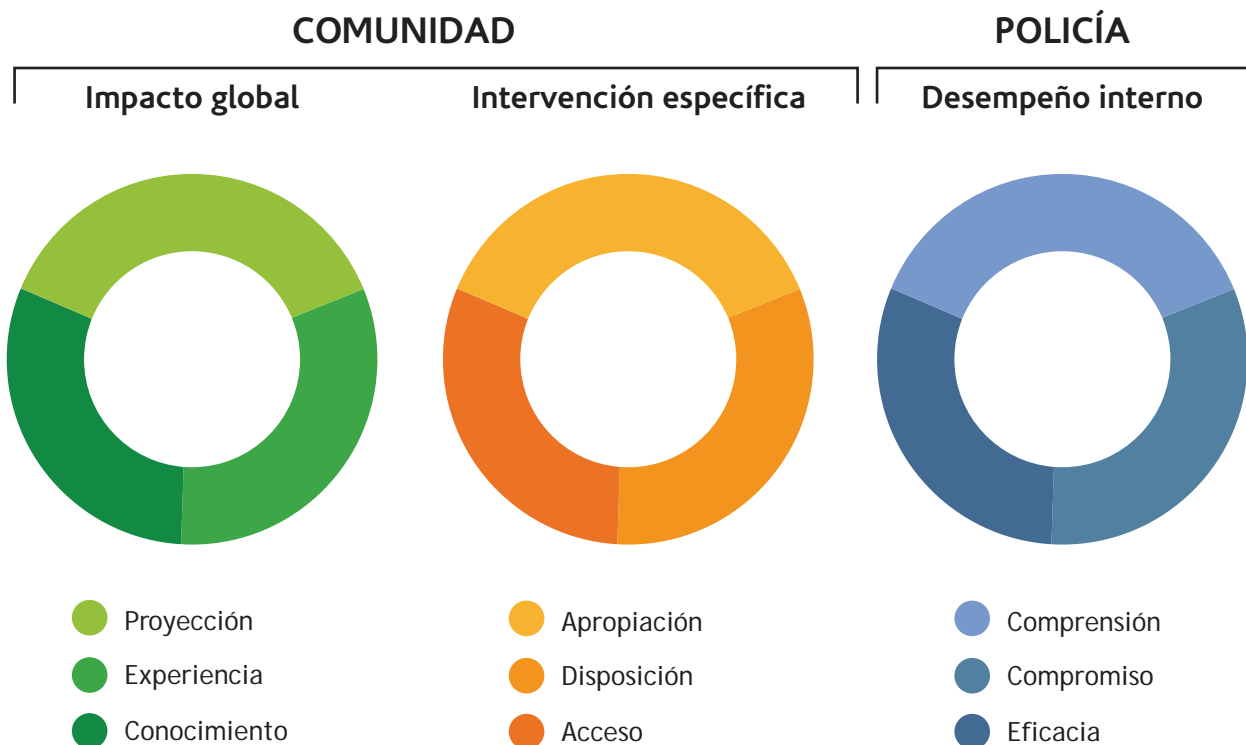 COMUNIDAD
POLICÍA
Impacto global
Intervención específica
Desempeño interno
Proyección
Experiencia
Conocimiento
Apropiación
Disposición
Acceso
Comprensión
Compromiso
Eficacia